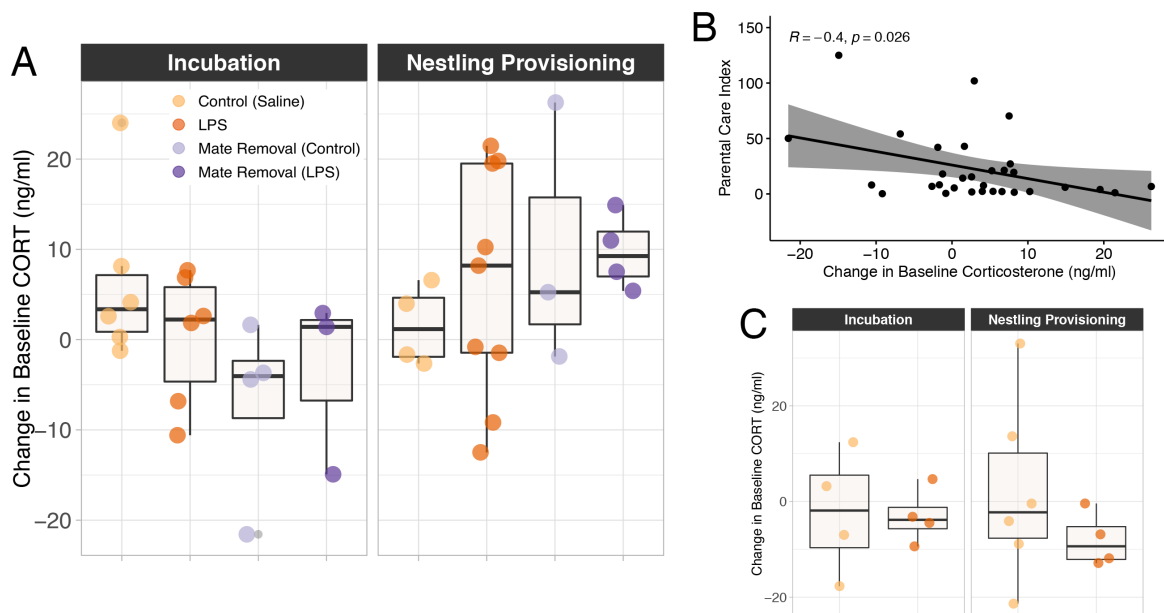 A
Incubation
Nestling Provisioning
Control (Saline)
LPS
Mate Removal (Control)
Mate Removal (LPS)
Change in Baseline CORT (ng/ml)
20
10
0
−10
−20
B
R = −0.4, p = 0.026
Parental Care Index
150
100
50
0
−20
−10
0
10
20
Change in Baseline Corticosterone (ng/ml)
C
Incubation
Nestling Provisioning
Change in Baseline CORT (ng/ml)
20
0
−20